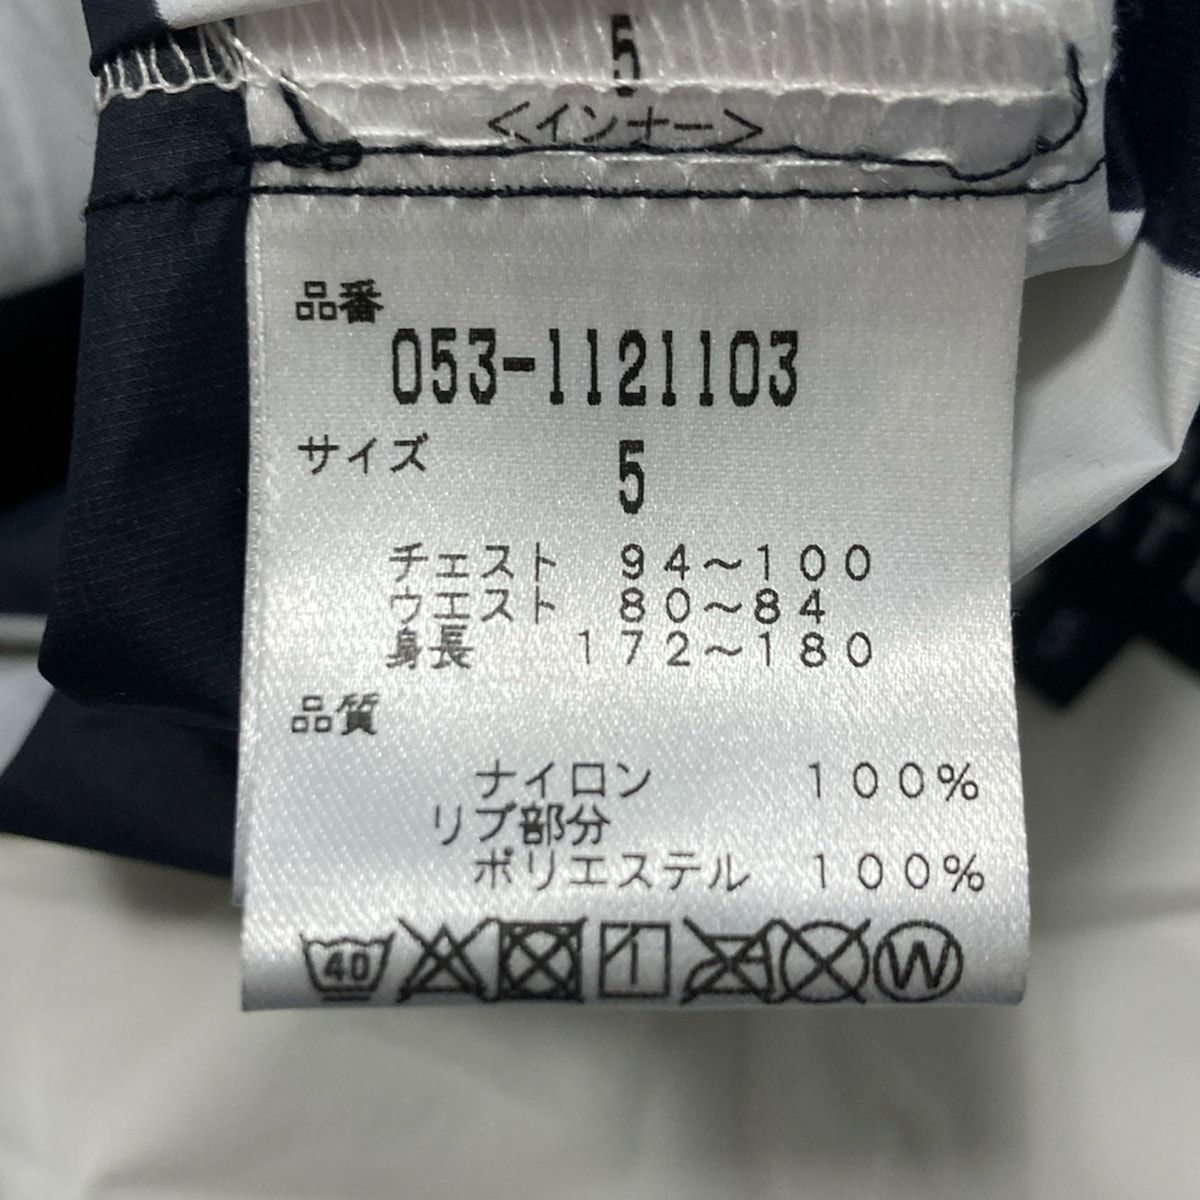 5
<インナー>
品番
053-1121103
サイズ
5
チェスト 94～100
ウエスト 80～84
身長 172～180
品質
ナイロン 100%
リブ部分
ポリエステル 100%
40 W